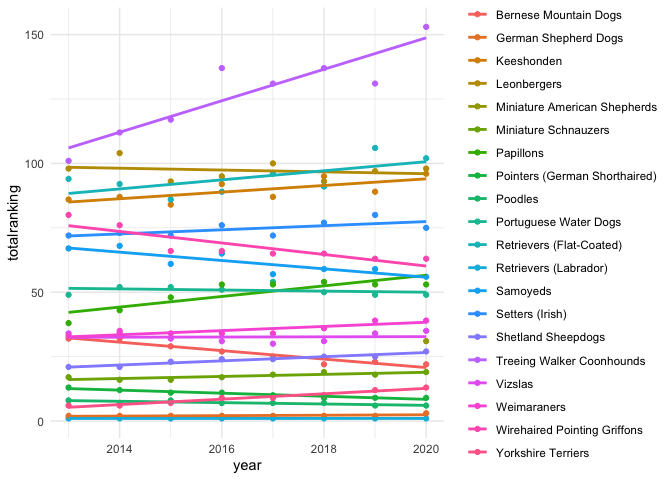 150
100
50
0
totalranking
2014
2016
2018
2020
year
Bernese Mountain Dogs
German Shepherd Dogs
Keeshonden
Leonbergers
Miniature American Shepherds
Miniature Schnauzers
Papillons
Pointers (German Shorthaired)
Poodles
Portuguese Water Dogs
Retrievers (Flat-Coated)
Retrievers (Labrador)
Samoyeds
Setters (Irish)
Shetland Sheepdogs
Treeing Walker Coonhounds
Vizslas
Weimaraners
Wirehaired Pointing Griffons
Yorkshire Terriers